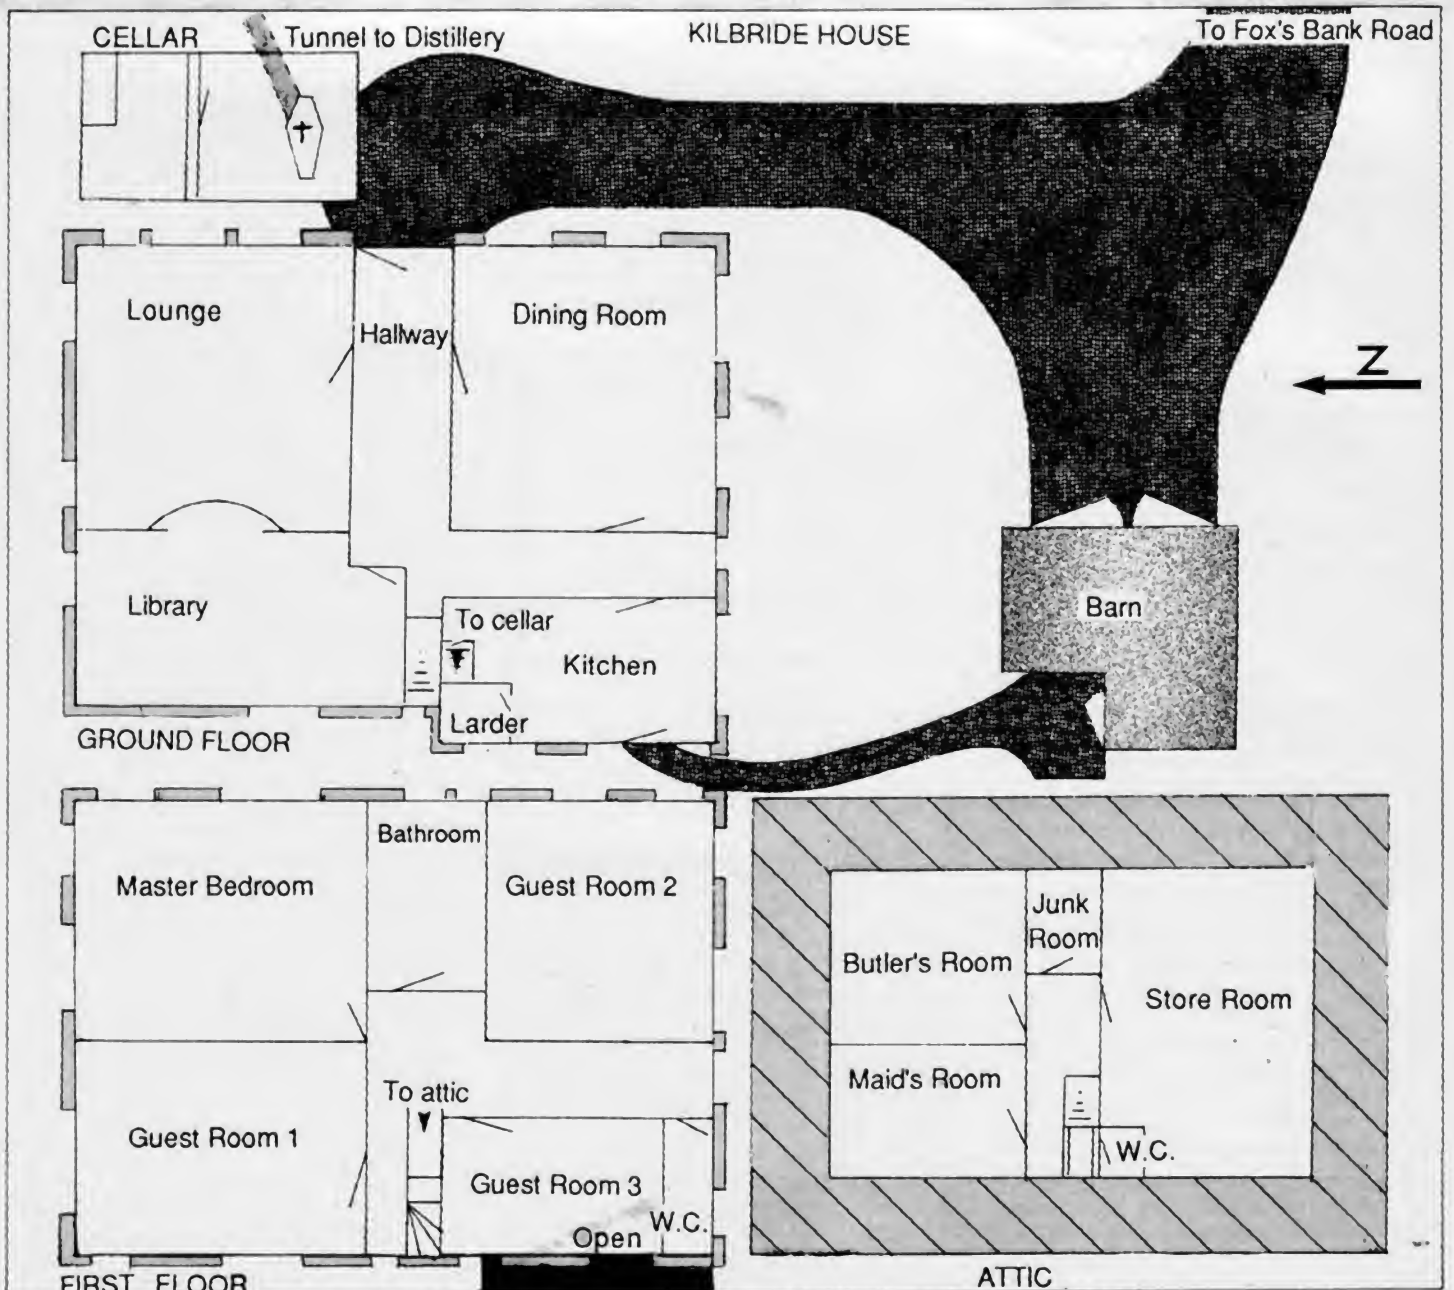 CELLAR
Tunnel to Distillery
KILBRIDE HOUSE
To Fox's Bank Road
Lounge
Hallway
Dining Room
N
Library
To cellar
Kitchen
Larder
Barn
GROUND FLOOR
Bathroom
Master Bedroom
Guest Room 2
To attic
Guest Room 1
Guest Room 3
Open
W.C.
FIRST FLOOR
Junk
Room
Butler's Room
Store Room
Maid's Room
W.C.
ATTIC